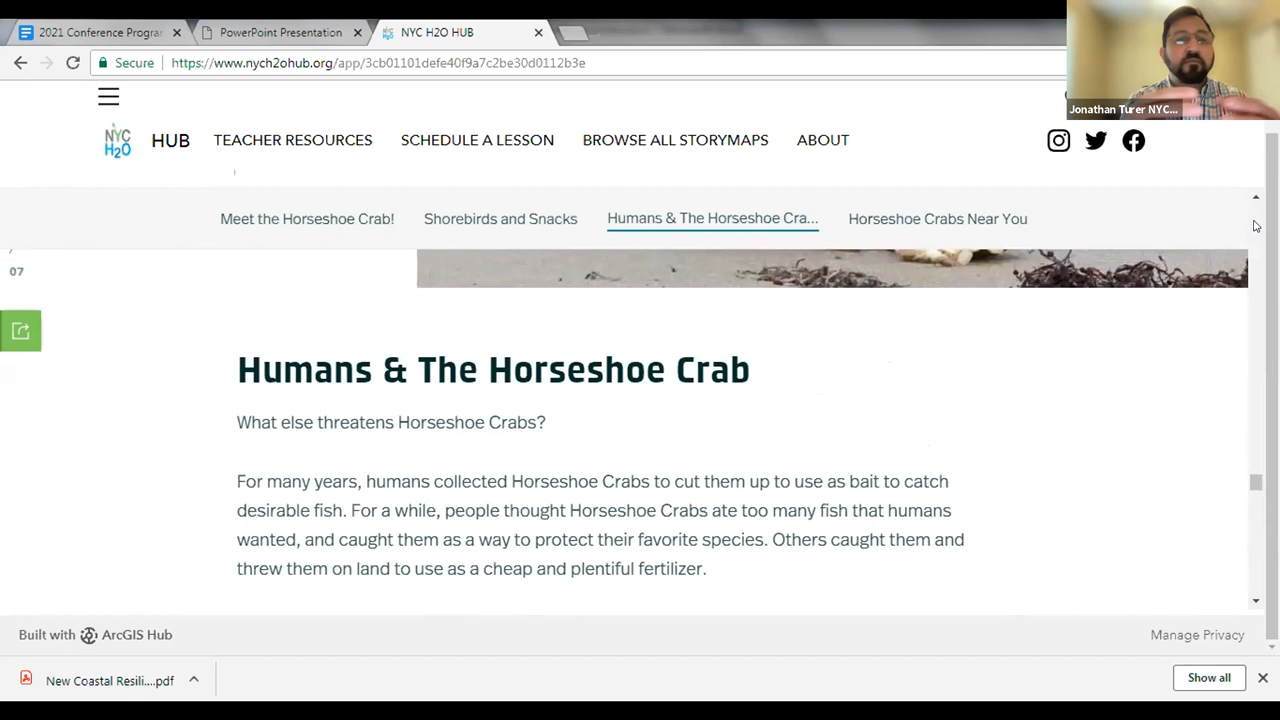 2021 Conference Progra
PowerPoint Presentation
NYC H2O HUB
Secure
https://www.nych2ohub.org/app/3cb01101defe40f9a7c2be30d0112b3e
Jonathan Turer NYC...
NYC
H2O
HUB
TEACHER RESOURCES
SCHEDULE A LESSON
BROWSE ALL STORYMAPS
ABOUT
Meet the Horseshoe Crab!
Shorebirds and Snacks
Humans & The Horseshoe Cra...
Horseshoe Crabs Near You
07
Humans & The Horseshoe Crab
What else threatens Horseshoe Crabs?
For many years, humans collected Horseshoe Crabs to cut them up to use as bait to catch
desirable fish. For a while, people thought Horseshoe Crabs ate too many fish that humans
wanted, and caught them as a way to protect their favorite species. Others caught them and
threw them on land to use as a cheap and plentiful fertilizer.
Built with ArcGIS Hub
Manage Privacy
New Coastal Resili....pdf
Show all